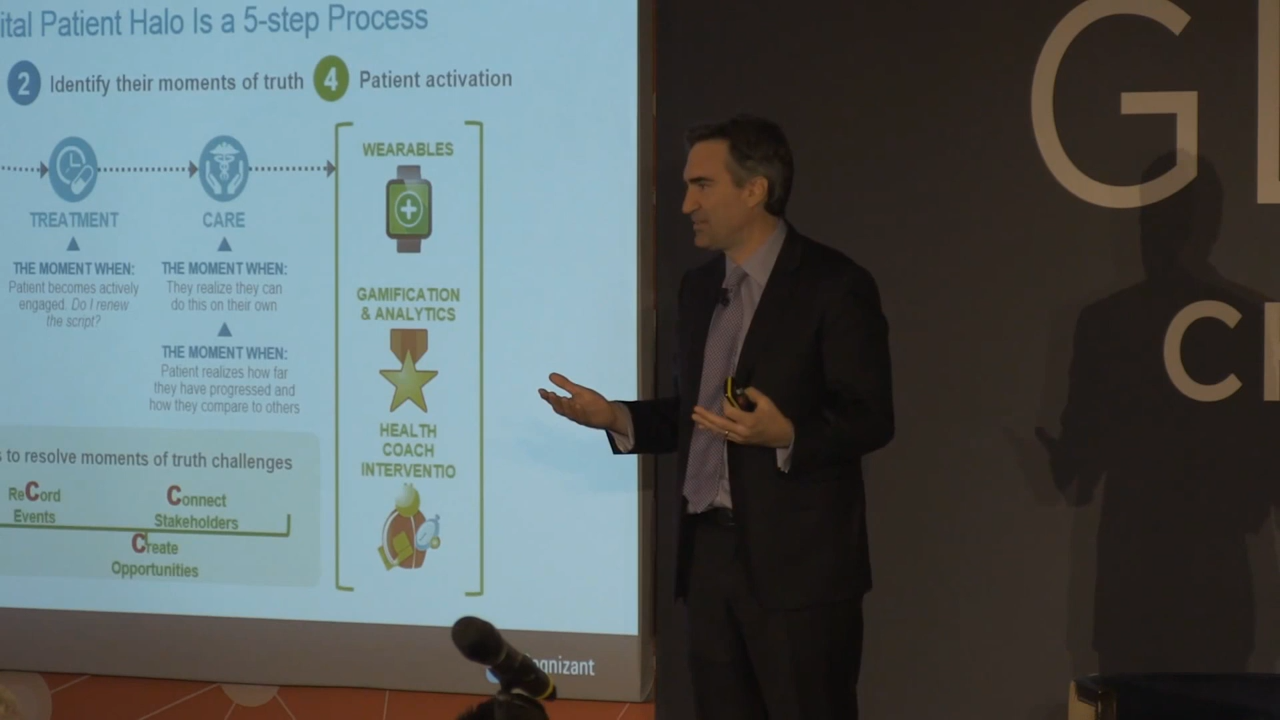 ital Patient Halo Is a 5-step Process
2 Identify their moments of truth
4 Patient activation
TREATMENT
THE MOMENT WHEN:
Patient becomes actively
engaged. Do I renew
the script?
CARE
THE MOMENT WHEN:
They realize they can
do this on their own
THE MOMENT WHEN:
Patient realizes how far
they have progressed and
how they compare to others
WEARABLES
GAMIFICATION
& ANALYTICS
HEALTH
COACH
INTERVENTIO
s to resolve moments of truth challenges
ReCord
Events
Connect
Stakeholders
Create
Opportunities
ognizant
GL
CI